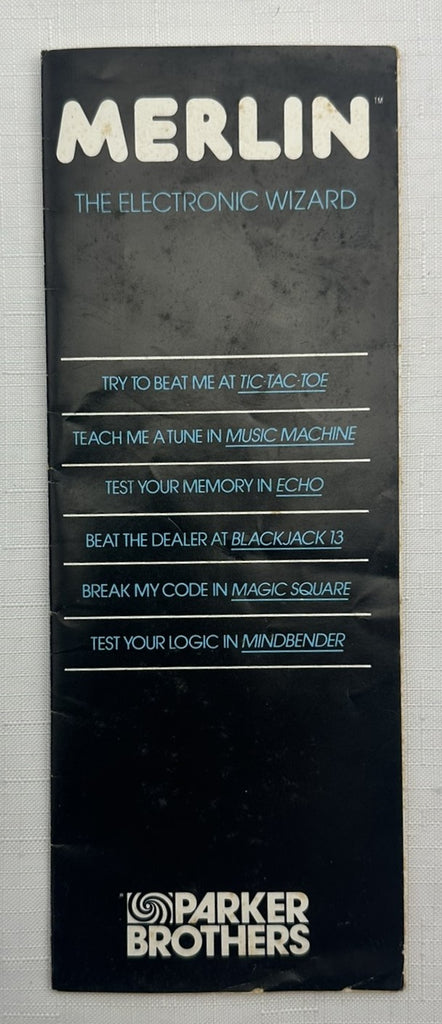 MERLIN™
THE ELECTRONIC WIZARD
TRY TO BEAT ME AT TIC-TAC-TOE
TEACH ME A TUNE IN MUSIC MACHINE
TEST YOUR MEMORY IN ECHO
BEAT THE DEALER AT BLACKJACK 13
BREAK MY CODE IN MAGIC SQUARE
TEST YOUR LOGIC IN MINDBENDER
PARKER
BROTHERS